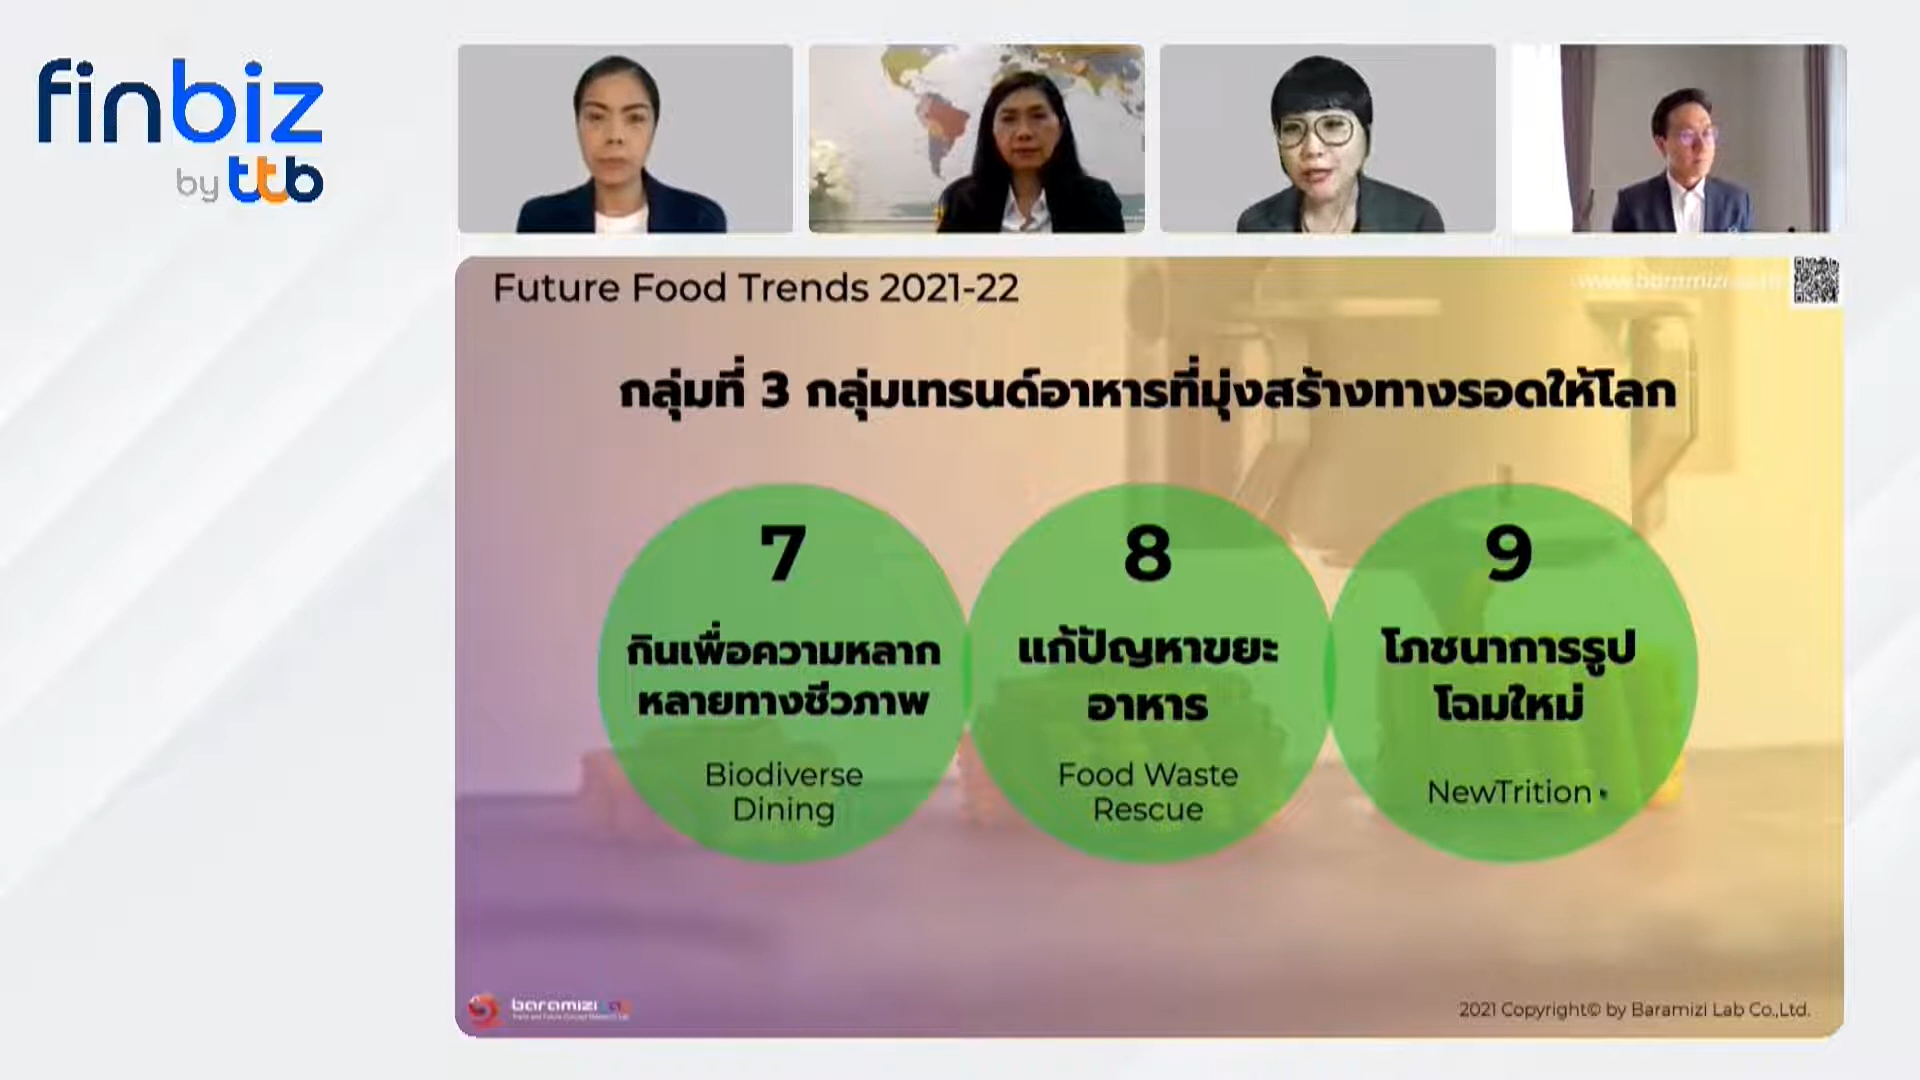 finbiz
by ttb
Future Food Trends 2021-22
กลุ่มที่ 3 กลุ่มเทรนด์อาหารที่มุ่งสร้างทางรอดให้โลก
7
กินเพื่อความหลาก
หลายทางชีวภาพ
Biodiverse
Dining
8
แก้ปัญหาขยะ
อาหาร
Food Waste
Rescue
9
โภชนาการรูป
โฉมใหม่
NewTrition
baramizi
2021 Copyright© by Baramizi Lab Co.,Ltd.